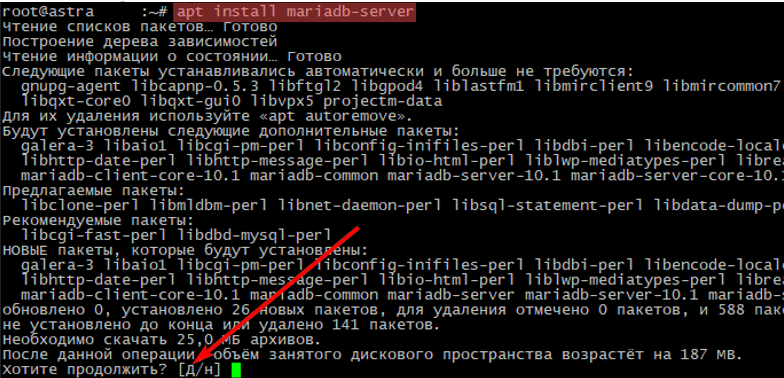 root@astra :~# apt install mariadb-server
Чтение списков пакетов… Готово
Построение дерева зависимостей
Чтение информации о состоянии… Готово
Следующие пакеты устанавливались автоматически и больше не требуются:
gnupg-agent libcapnp-0.5.3 libftgl2 libgpod4 liblastfm1 libmirclient9 libmircommon7
libqxt-core0 libqxt-gui0 libvpx5 projectm-data
Для их удаления используйте «apt autoremove».
Будут установлены следующие дополнительные пакеты:
galera-3 libaio1 libcgi-pm-perl libconfig-inifiles-perl libdbi-perl libencode-local
libhttp-date-perl libhttp-message-perl libio-html-perl liblwp-mediatypes-perl librea
mariadb-client-core-10.1 mariadb-common mariadb-server-10.1 mariadb-server-core-10.
Предлагаемые пакеты:
libclone-perl libmldbm-perl libnet-daemon-perl libsql-statement-perl libdata-dump-p
Рекомендуемые пакеты:
libcgi-fast-perl libdbd-mysql-perl
НОВЫЕ пакеты, которые будут установлены:
galera-3 libaio1 libcgi-pm-perl libconfig-inifiles-perl libdbi-perl libencode-local
libhttp-date-perl libhttp-message-perl libio-html-perl liblwp-mediatypes-perl librea
mariadb-client-core-10.1 mariadb-common mariadb-server mariadb-server-10.1 mariadb-
обновлено 0, установлено 26 новых пакетов, для удаления отмечено 0 пакетов, и 588 пак
не установлено до конца или удалено 141 пакетов.
Необходимо скачать 25,0 МБ архивов.
После данной операции, объём занятого дискового пространства возрастёт на 187 MB.
Хотите продолжить? [Д/н]